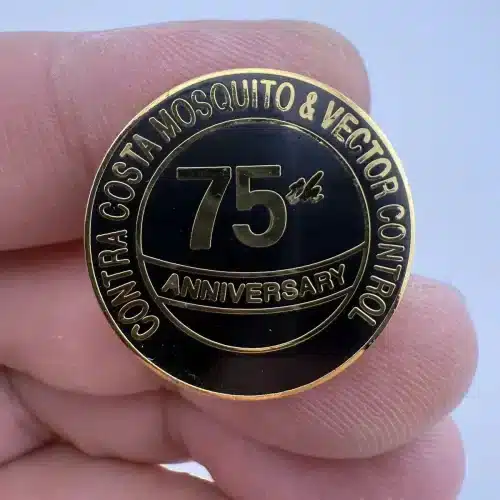 CONTRA COSTA MOSQUITO & VECTOR CONTROL
75th
ANNIVERSARY